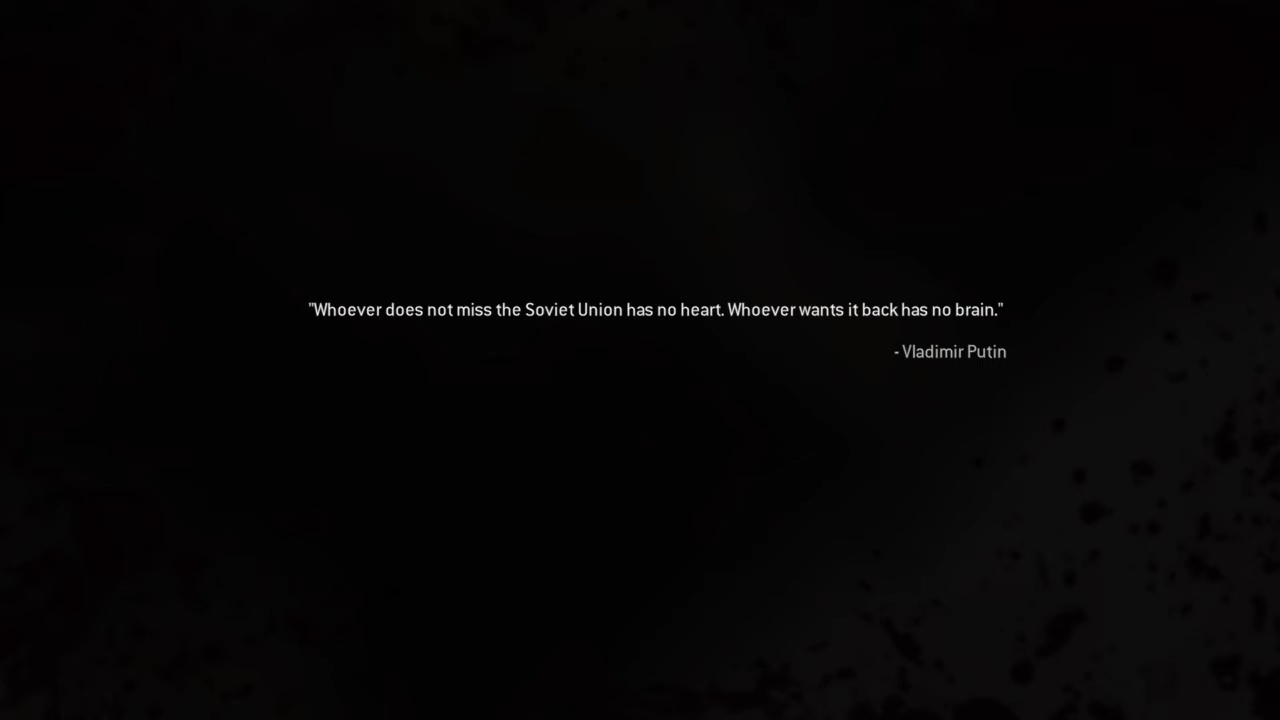 "Whoever does not miss the Soviet Union has no heart. Whoever wants it back has no brain."
- Vladimir Putin